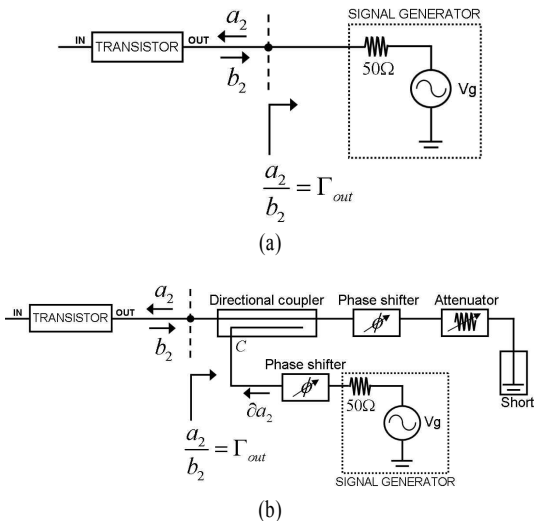 SIGNAL GENERATOR
a₂
IN TRANSISTOR OUT
b₂
50Ω
Vg
a₂/b₂ = Γout
(a)
a₂
Directional coupler Phase shifter Attenuator
IN TRANSISTOR OUT
ϕ
b₂
C
Phase shifter
ϕ
50Ω
Short
∂a₂
Vg
a₂/b₂ = Γout
SIGNAL GENERATOR
(b)